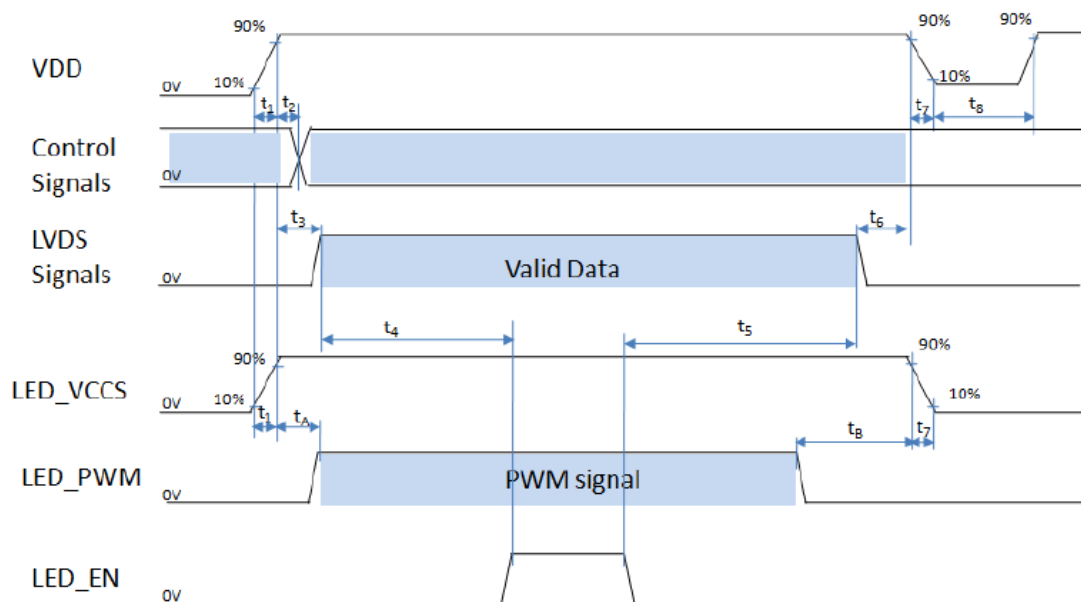 90% 90% 90%
VDD
0V 10% 10%
t1 t2 t7 t8
Control
Signals
0V
t3 t6
LVDS
Signals
0V
Valid Data
t4 t5
90% 90%
LED_VCCS
0V 10% 10%
t1 tA tB t7
LED_PWM
0V
PWM signal
LED_EN
0V